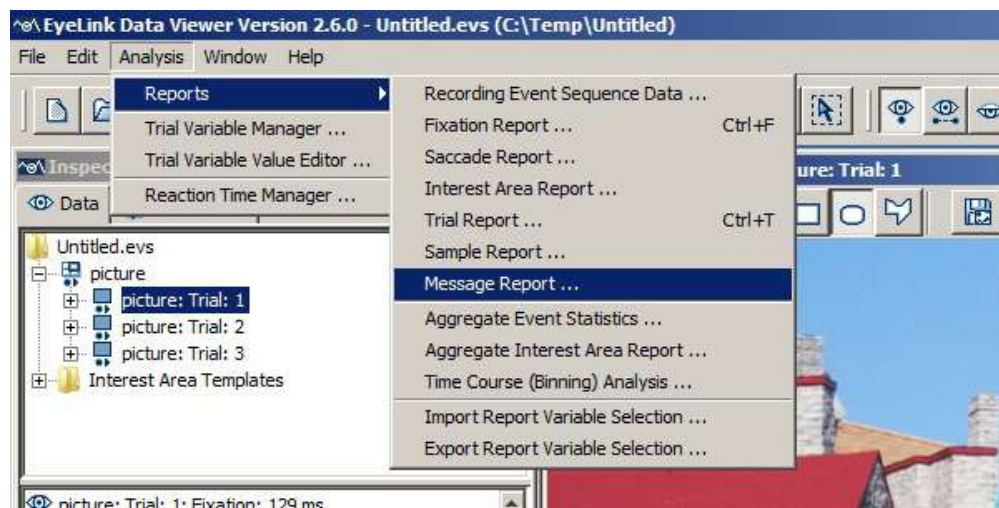 EyeLink Data Viewer Version 2.6.0 - Untitled.evs (C:\Temp\Untitled)
File Edit Analysis Window Help
Reports
Trial Variable Manager ...
Trial Variable Value Editor ...
Reaction Time Manager ...
Recording Event Sequence Data ...
Fixation Report ... Ctrl+F
Saccade Report ...
Interest Area Report ...
Trial Report ... Ctrl+T
Sample Report ...
Message Report ...
Aggregate Event Statistics ...
Aggregate Interest Area Report ...
Time Course (Binning) Analysis ...
Import Report Variable Selection ...
Export Report Variable Selection ...
Inspec
Data
Untitled.evs
picture
picture: Trial: 1
picture: Trial: 2
picture: Trial: 3
Interest Area Templates
picture: Trial: 1: Fixation: 129 ms
ure: Trial: 1